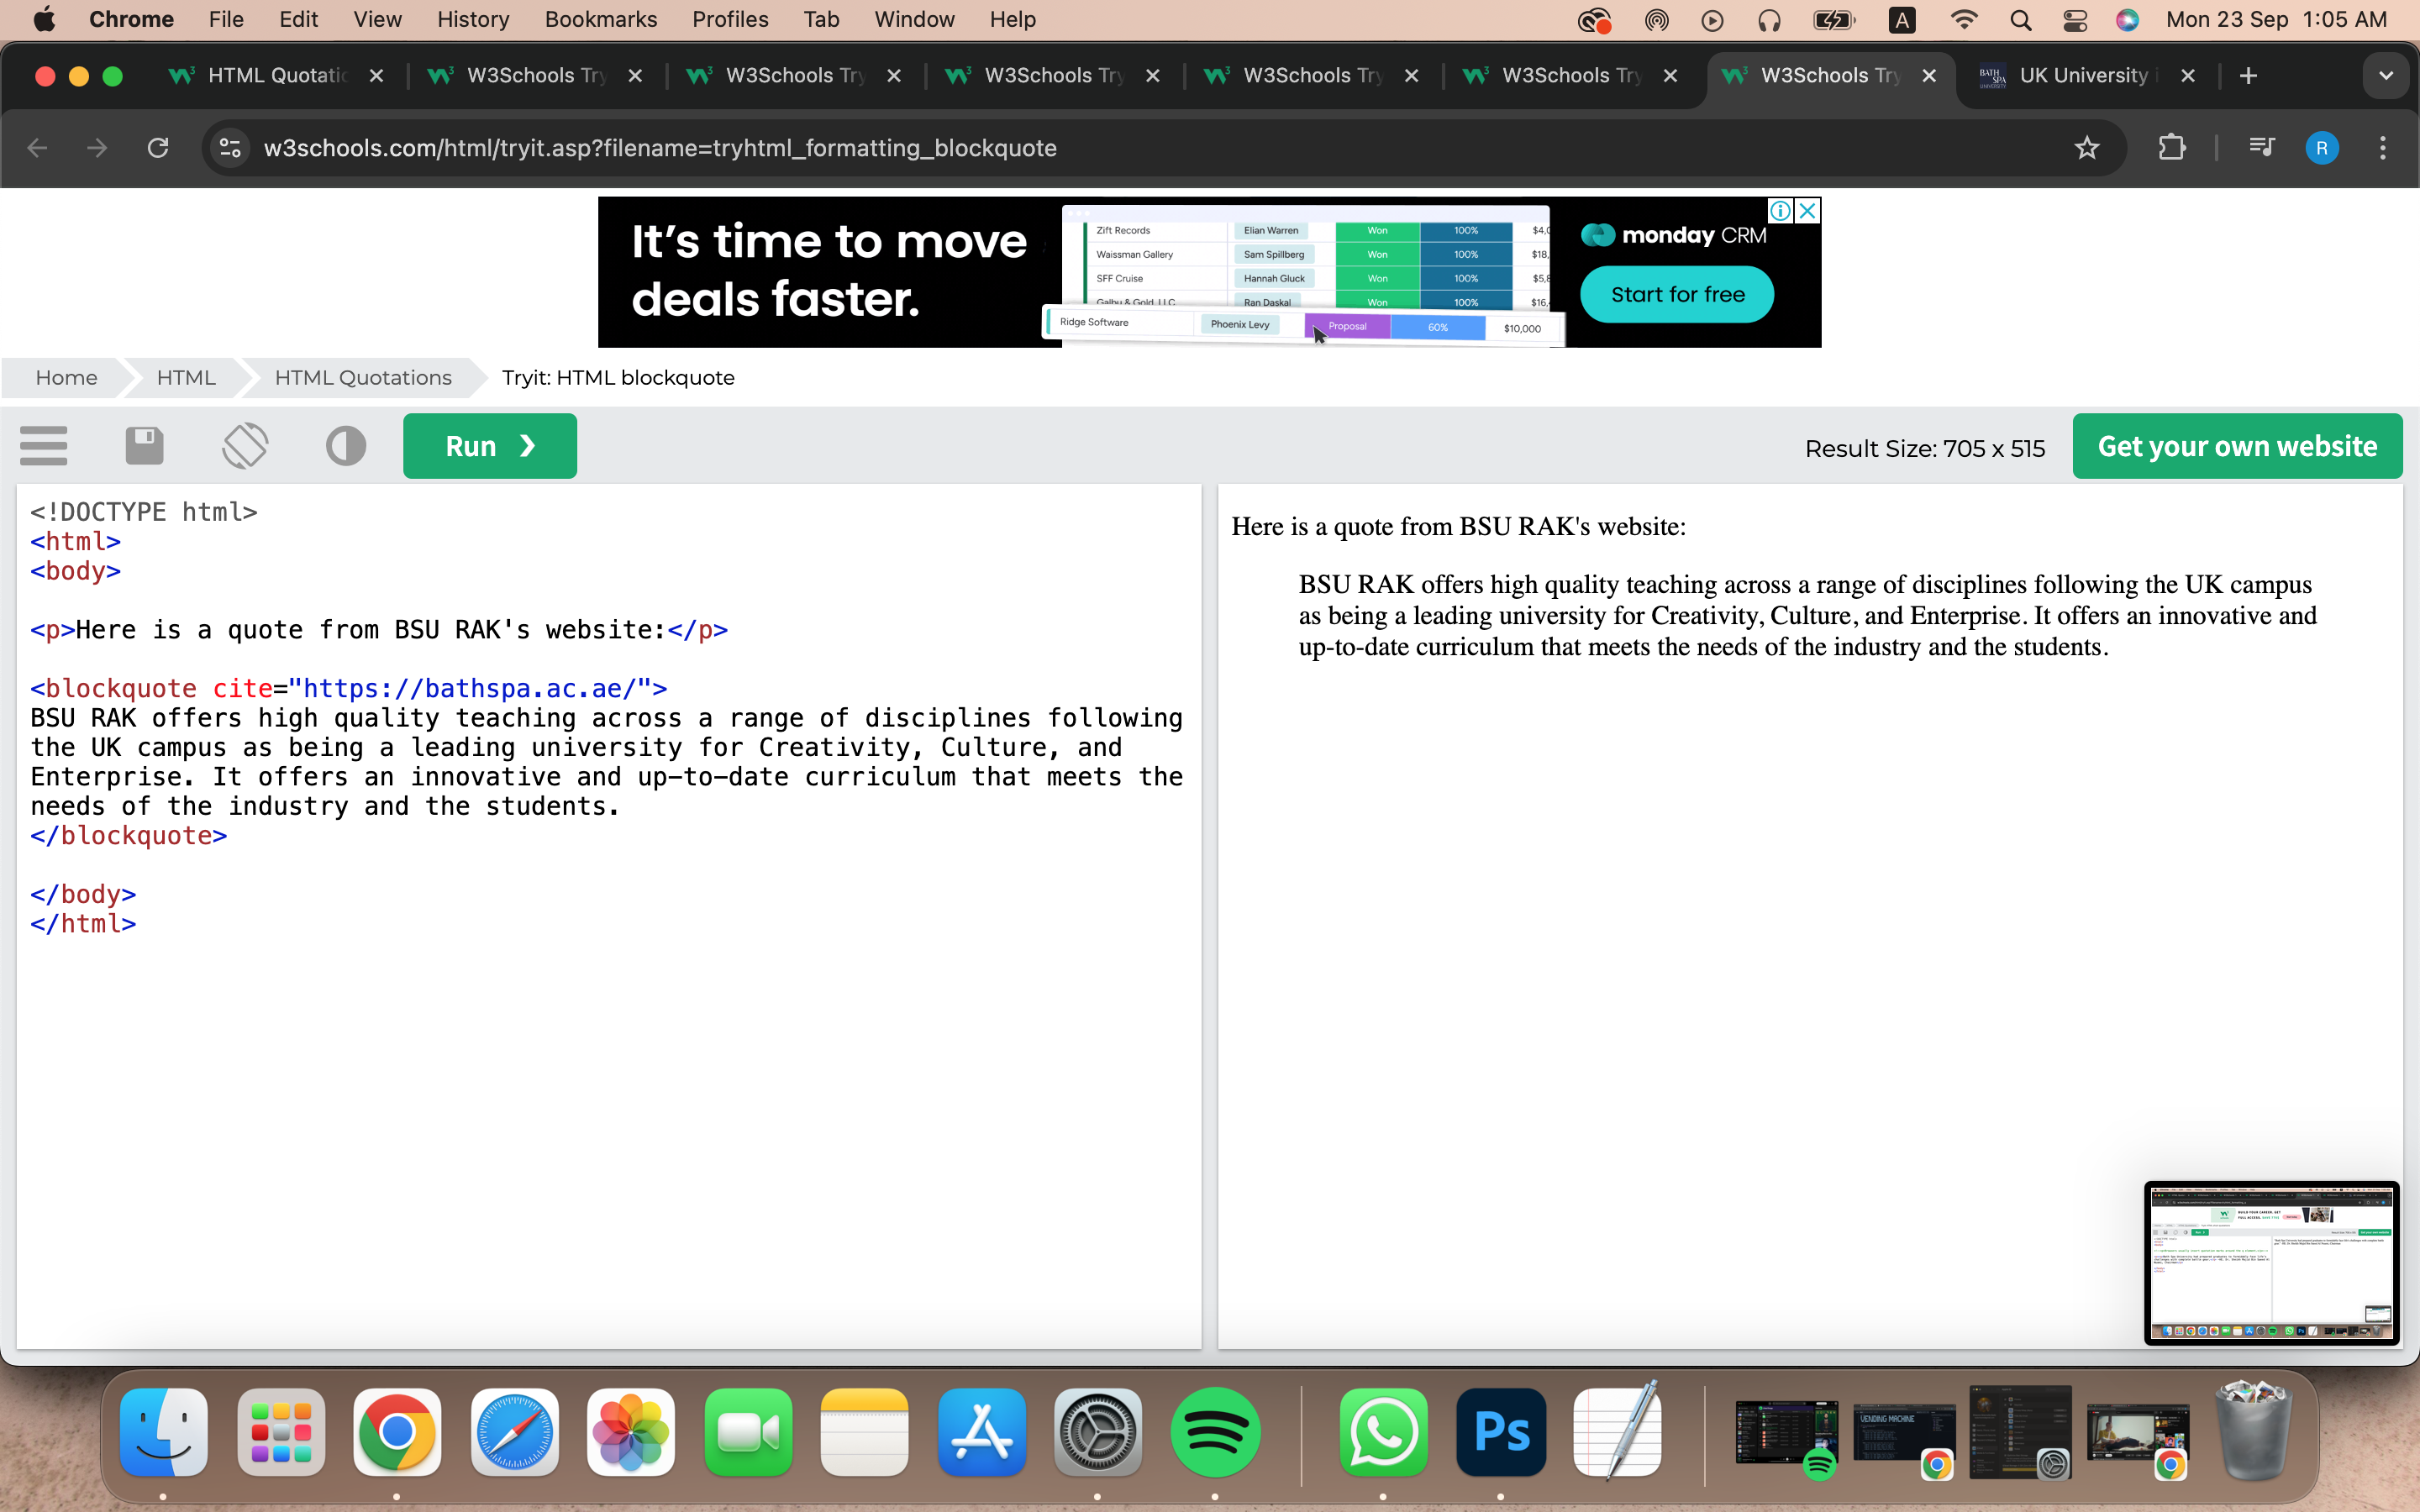 Chrome File Edit View History Bookmarks Profiles Tab Window Help A Mon 23 Sep 1:05 AM
HTML Quotatic W3Schools Try W3Schools Try W3Schools Try W3Schools Try W3Schools Try W3Schools Try BATH SPA UNIVERSITY UK University i
w3schools.com/html/tryit.asp?filename=tryhtml_formatting_blockquote R
It's time to move
deals faster.
Zift Records Elian Warren Won 100% $4,0
Waissman Gallery Sam Spillberg Won 100% $18,
SFF Cruise Hannah Gluck Won 100% $5,8
Galby & Gold, LLC Ran Daskal Won 100% $16,
Ridge Software Phoenix Levy Proposal 60% $10,000
monday CRM
Start for free
Home HTML HTML Quotations Tryit: HTML blockquote
Run ❯ Result Size: 705 x 515 Get your own website
<!DOCTYPE html>
<html>
<body>
<p>Here is a quote from BSU RAK's website:</p>
<blockquote cite="https://bathspa.ac.ae/">
BSU RAK offers high quality teaching across a range of disciplines following
the UK campus as being a leading university for Creativity, Culture, and
Enterprise. It offers an innovative and up-to-date curriculum that meets the
needs of the industry and the students.
</blockquote>
</body>
</html>
Here is a quote from BSU RAK's website:
BSU RAK offers high quality teaching across a range of disciplines following the UK campus
as being a leading university for Creativity, Culture, and Enterprise. It offers an innovative and
up-to-date curriculum that meets the needs of the industry and the students.
Ps
VENDING MACHINE